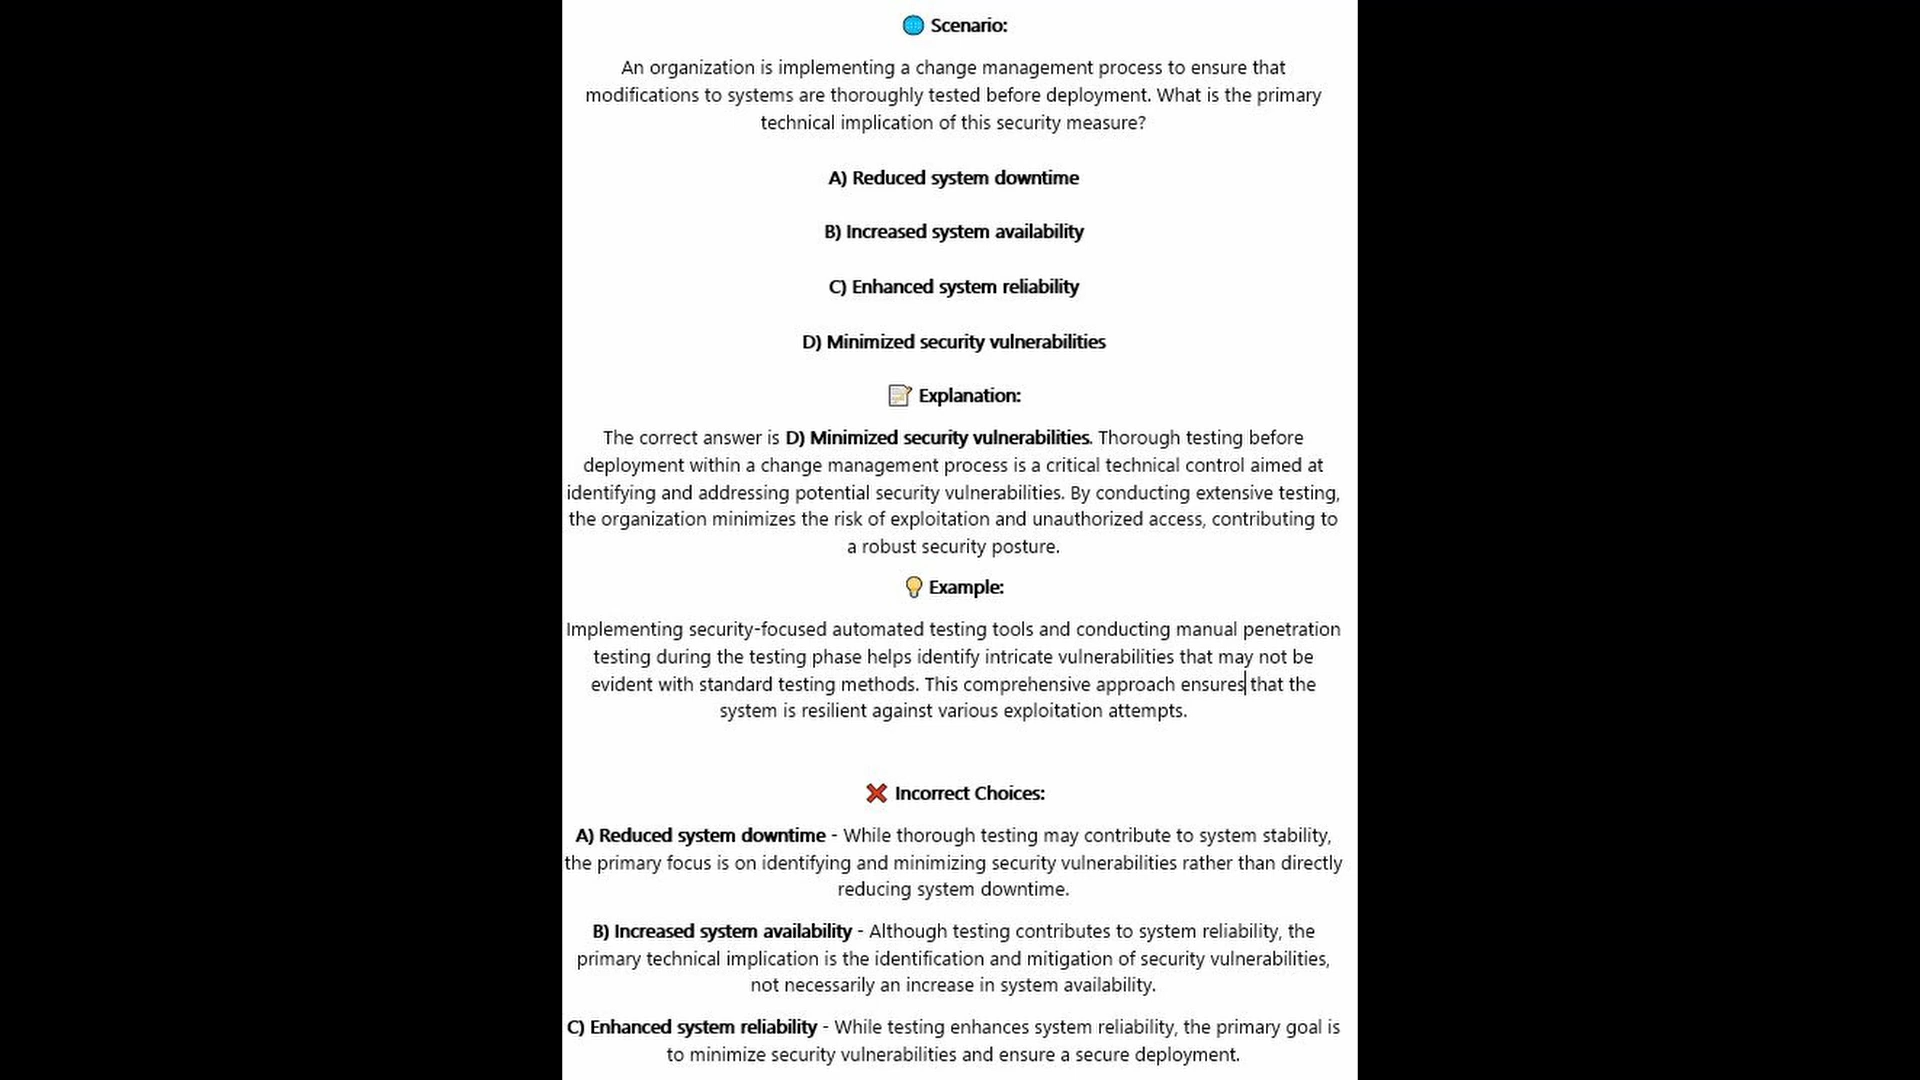 🌐 Scenario:
An organization is implementing a change management process to ensure that
modifications to systems are thoroughly tested before deployment. What is the primary
technical implication of this security measure?
A) Reduced system downtime
B) Increased system availability
C) Enhanced system reliability
D) Minimized security vulnerabilities
📝 Explanation:
The correct answer is D) Minimized security vulnerabilities. Thorough testing before
deployment within a change management process is a critical technical control aimed at
identifying and addressing potential security vulnerabilities. By conducting extensive testing,
the organization minimizes the risk of exploitation and unauthorized access, contributing to
a robust security posture.
💡 Example:
Implementing security-focused automated testing tools and conducting manual penetration
testing during the testing phase helps identify intricate vulnerabilities that may not be
evident with standard testing methods. This comprehensive approach ensures that the
system is resilient against various exploitation attempts.
❌ Incorrect Choices:
A) Reduced system downtime - While thorough testing may contribute to system stability,
the primary focus is on identifying and minimizing security vulnerabilities rather than directly
reducing system downtime.
B) Increased system availability - Although testing contributes to system reliability, the
primary technical implication is the identification and mitigation of security vulnerabilities,
not necessarily an increase in system availability.
C) Enhanced system reliability - While testing enhances system reliability, the primary goal is
to minimize security vulnerabilities and ensure a secure deployment.